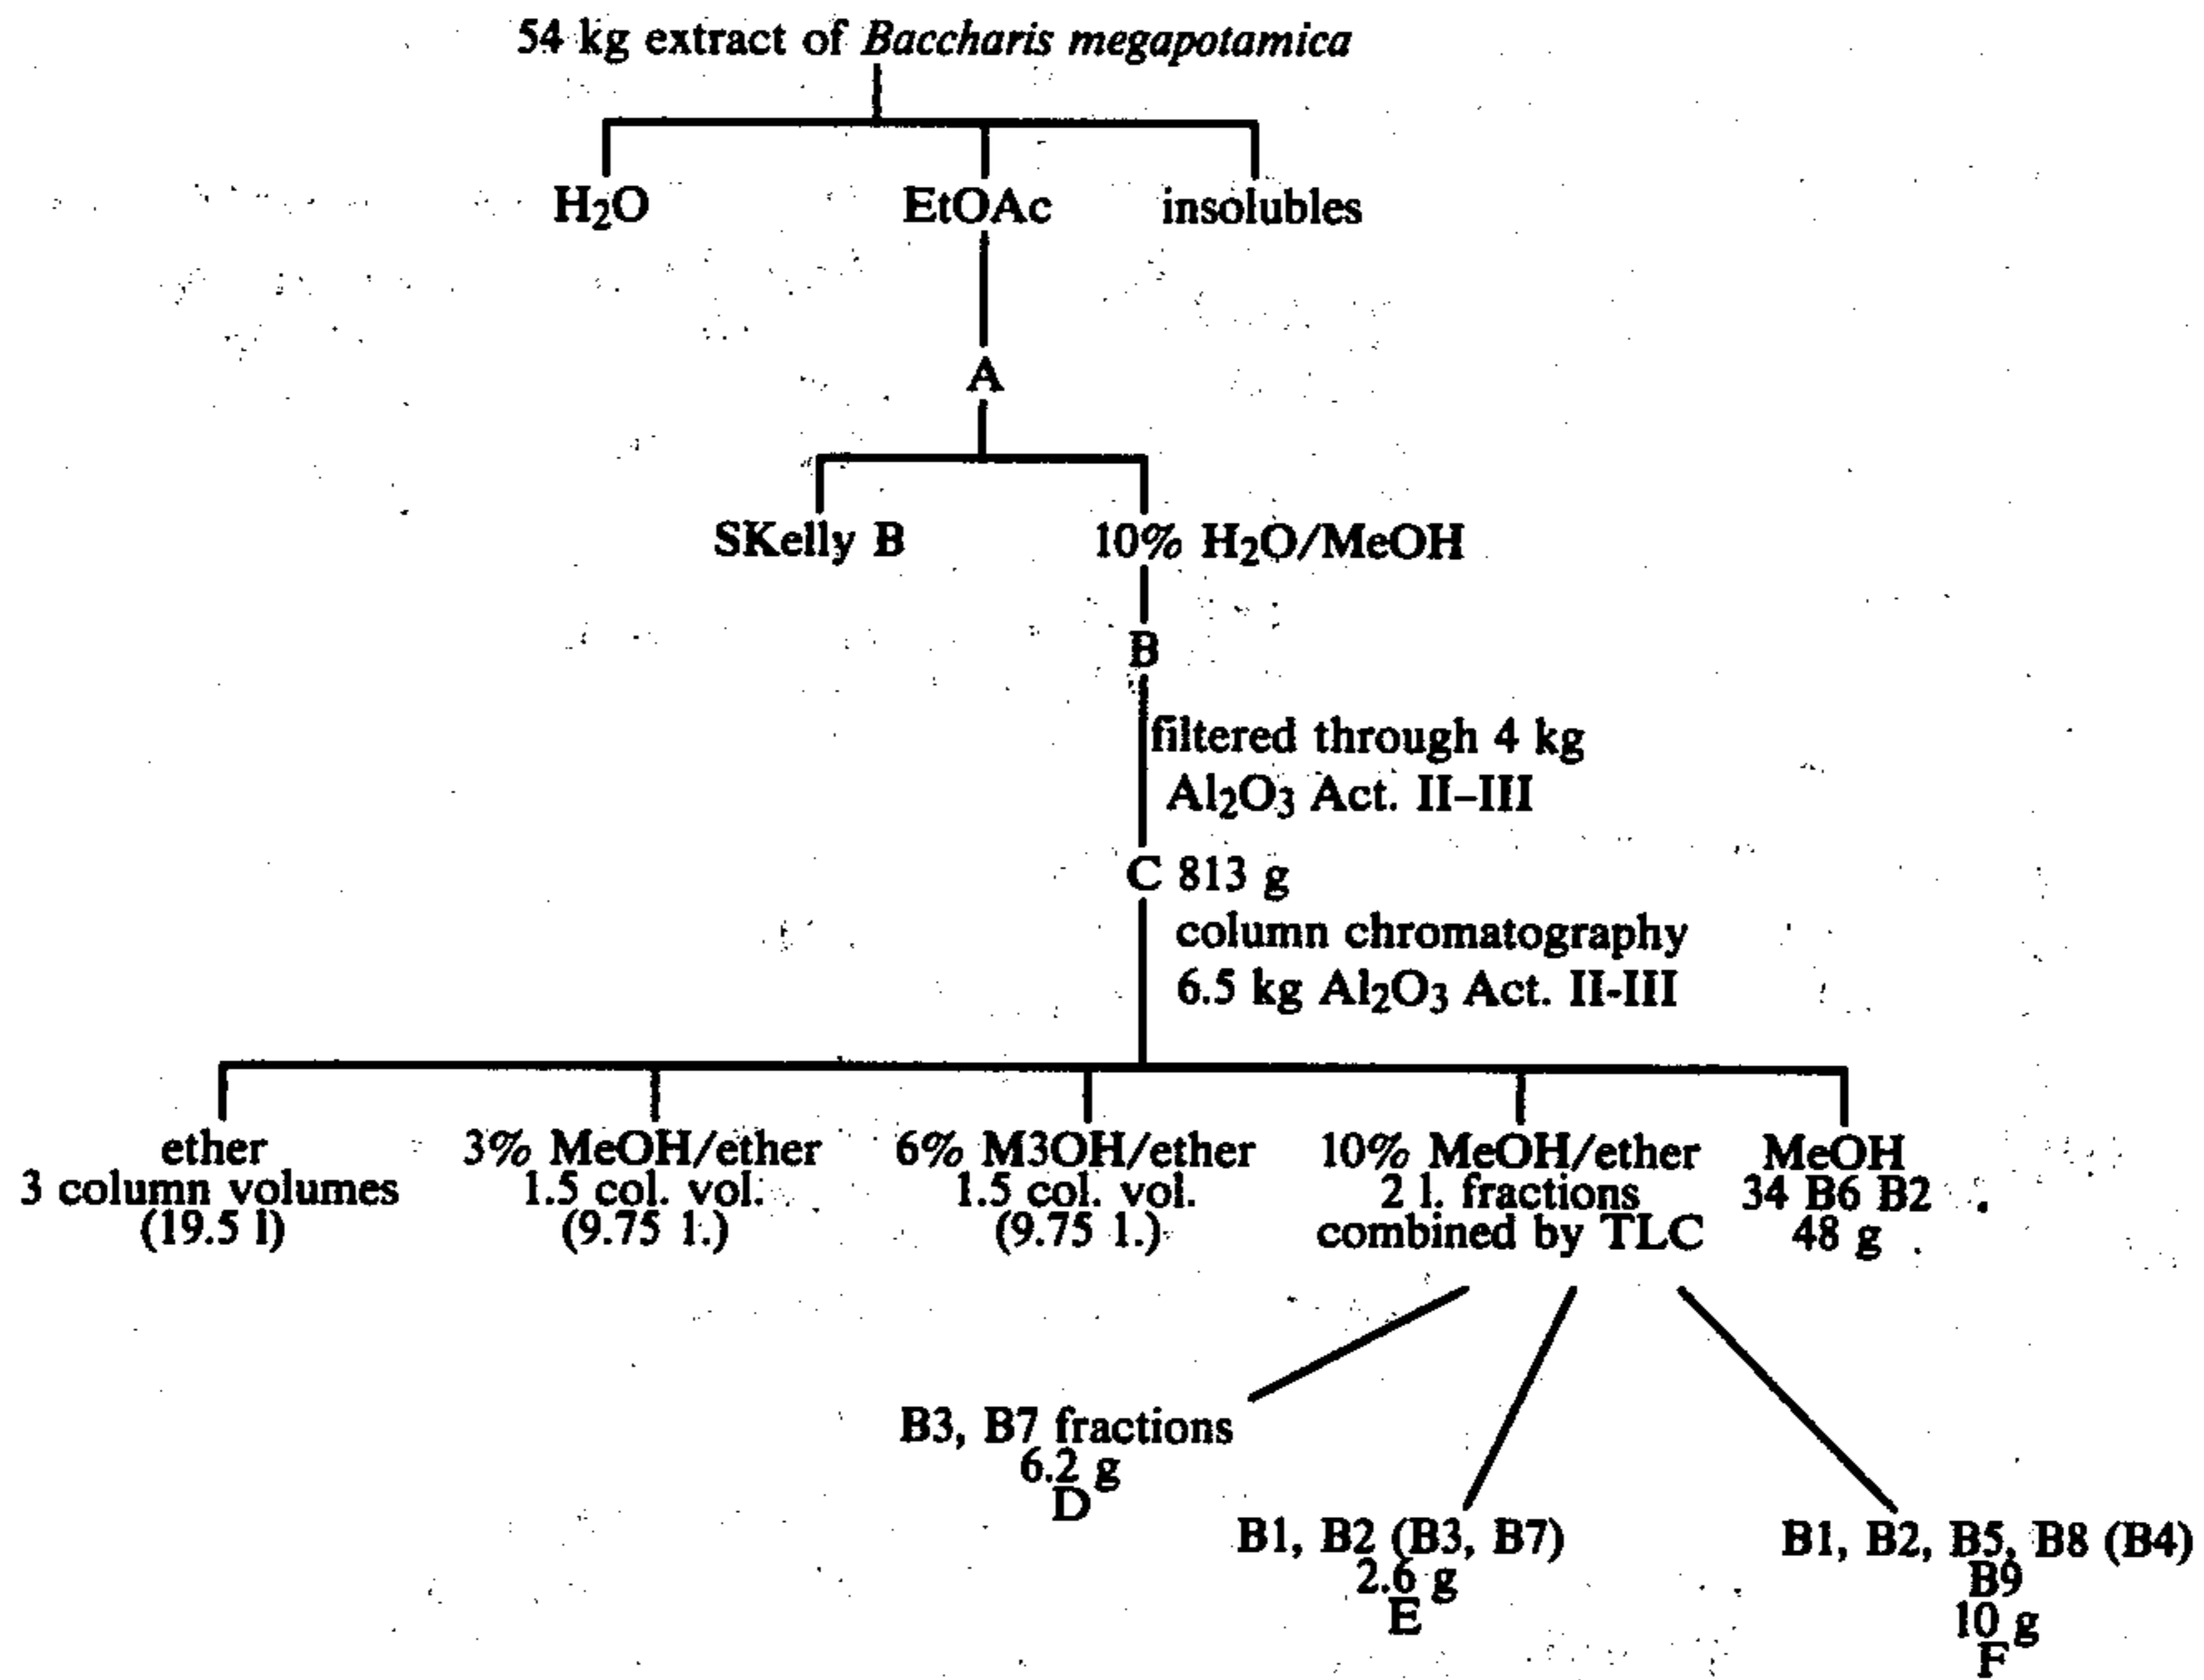 54 kg extract of Baccharis megapotamica
H₂O
EtOAc
insolubles
A
SKelly B
10% H₂O/MeOH
B
filtered through 4 kg
Al₂O₃ Act. II–III
C 813 g
column chromatography
6.5 kg Al₂O₃ Act. II-III
ether
3 column volumes
(19.5 l)
3% MeOH/ether
1.5 col. vol.
(9.75 l.)
6% M3OH/ether
1.5 col. vol.
(9.75 l.)
10% MeOH/ether
2 l. fractions
combined by TLC
MeOH
34 B6 B2
48 g
B3, B7 fractions
6.2 g
D
B1, B2 (B3, B7)
2.6 g
E
B1, B2, B5, B8 (B4)
B9
10 g
F